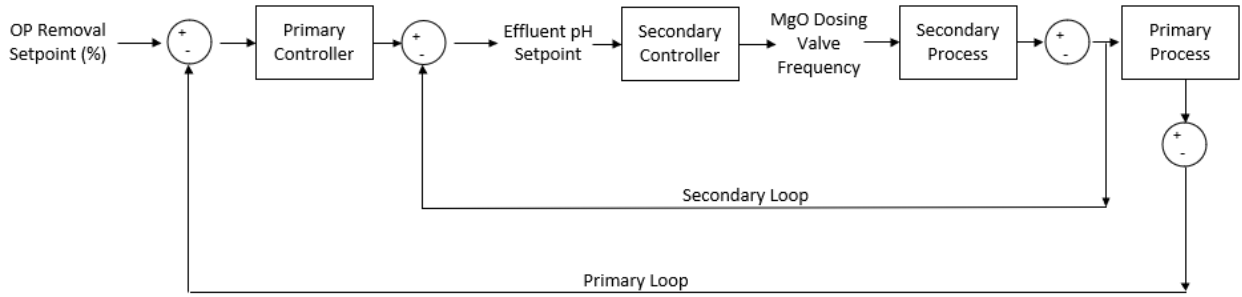 OP Removal
Setpoint (%)
+
-
Primary
Controller
+
-
Effluent pH
Setpoint
Secondary
Controller
MgO Dosing
Valve
Frequency
Secondary
Process
+
-
Primary
Process
+
-
Secondary Loop
Primary Loop